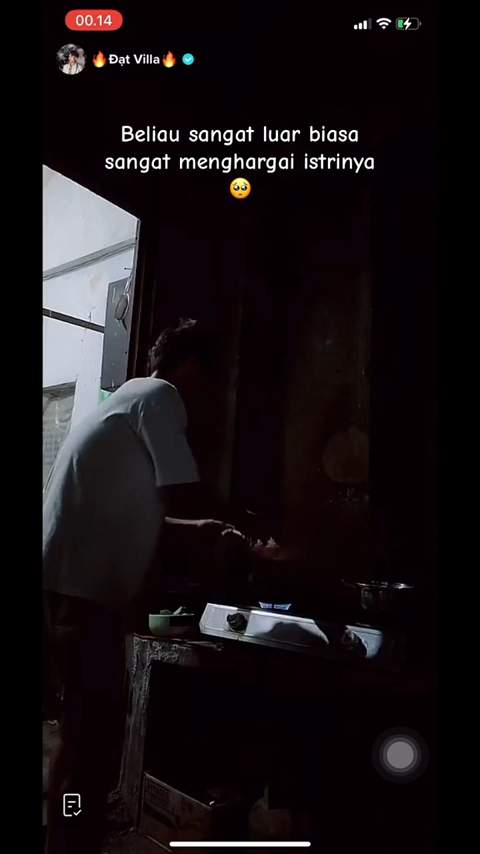 00.14
🔥Đạt Villa🔥
Beliau sangat luar biasa
sangat menghargai istrinya
🥺